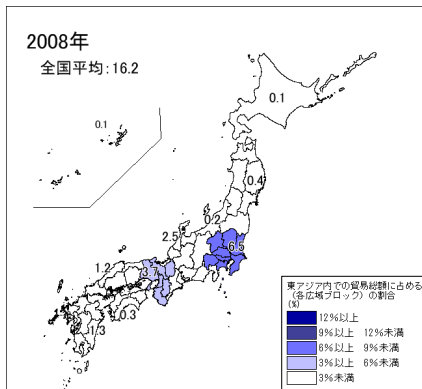 2008年
全国平均:16.2
0.1
0.1
0.4
0.2
2.5
6.5
1.2
3.7
0.3
1.3
東アジア内での貿易総額に占める
(各広域ブロック)の割合
(%)
12%以上
9%以上 12%未満
6%以上 9%未満
3%以上 6%未満
3%未満